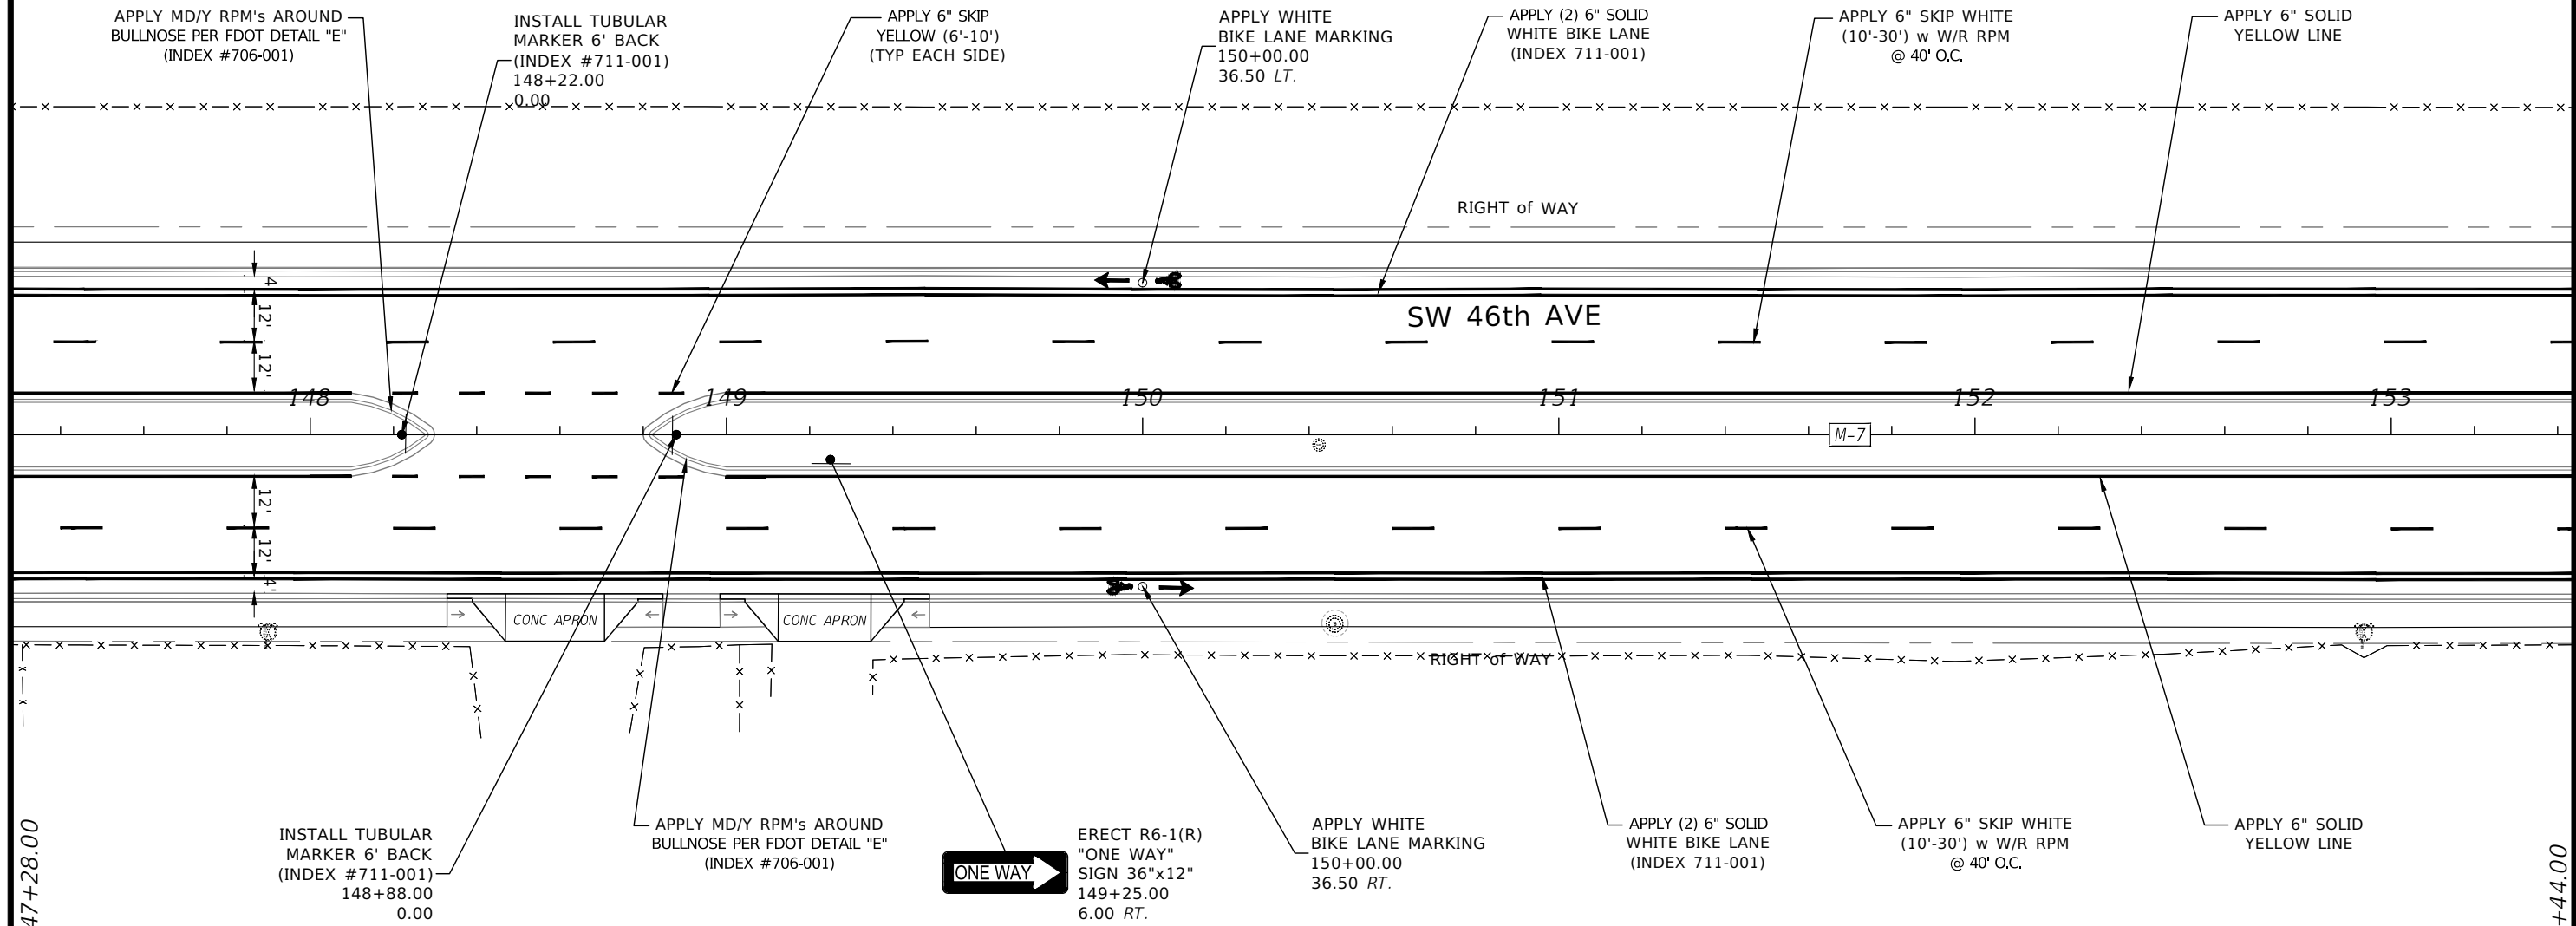 APPLY MD/Y RPM's AROUND
BULLNOSE PER FDOT DETAIL "E"
(INDEX #706-001)
INSTALL TUBULAR
MARKER 6' BACK
(INDEX #711-001)
148+22.00
0.00
APPLY 6" SKIP
YELLOW (6'-10')
(TYP EACH SIDE)
APPLY WHITE
BIKE LANE MARKING
150+00.00
36.50 LT.
APPLY (2) 6" SOLID
WHITE BIKE LANE
(INDEX 711-001)
APPLY 6" SKIP WHITE
(10'-30') w W/R RPM
@ 40' O.C.
APPLY 6" SOLID
YELLOW LINE
RIGHT of WAY
4
12'
12'
SW 46th AVE
148
149
150
151
152
153
M-7
12'
12'
4'
CONC APRON
CONC APRON
RIGHT of WAY
INSTALL TUBULAR
MARKER 6' BACK
(INDEX #711-001)
148+88.00
0.00
APPLY MD/Y RPM's AROUND
BULLNOSE PER FDOT DETAIL "E"
(INDEX #706-001)
ONE WAY
ERECT R6-1(R)
"ONE WAY"
SIGN 36"x12"
149+25.00
6.00 RT.
APPLY WHITE
BIKE LANE MARKING
150+00.00
36.50 RT.
APPLY (2) 6" SOLID
WHITE BIKE LANE
(INDEX 711-001)
APPLY 6" SKIP WHITE
(10'-30') w W/R RPM
@ 40' O.C.
APPLY 6" SOLID
YELLOW LINE
47+28.00
+44.00